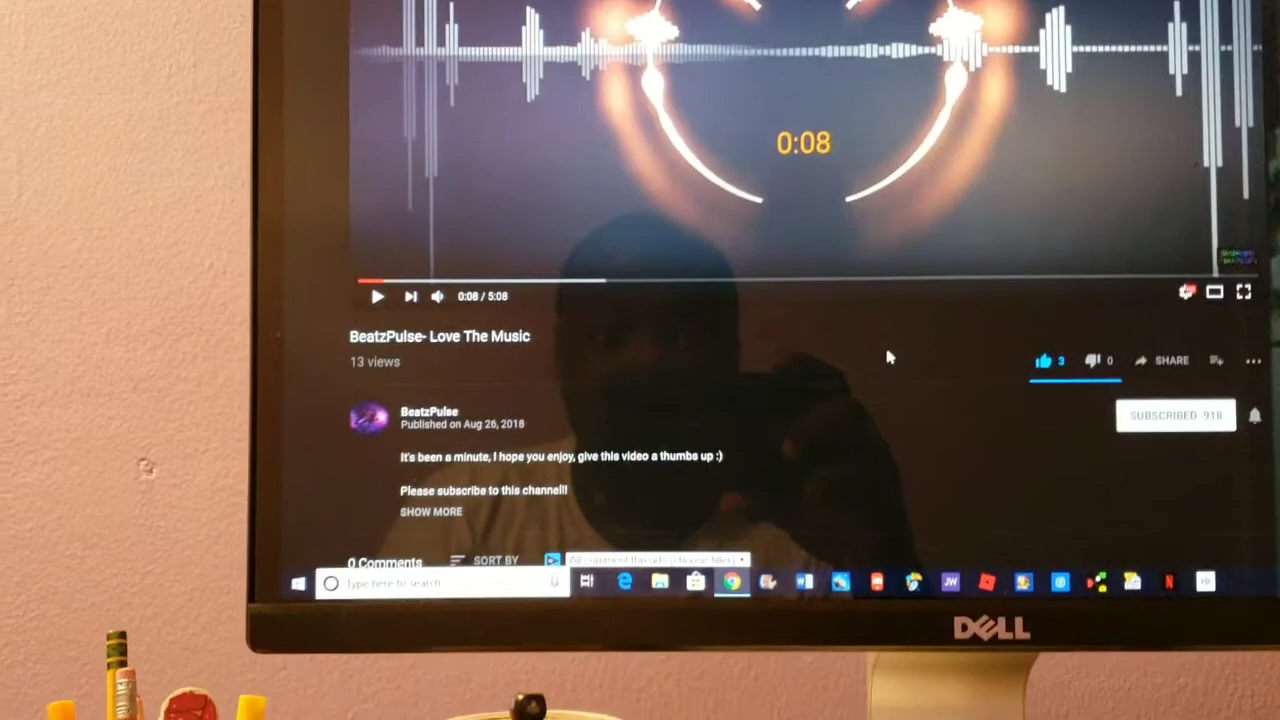 0:08
0:08 / 5:08
BeatzPulse- Love The Music
13 views
3
0
SHARE
BeatzPulse
Published on Aug 26, 2018
SUBSCRIBED 918
It's been a minute, I hope you enjoy, give this video a thumbs up :)
Please subscribe to this channel!!
SHOW MORE
0 Comments
SORT BY
Type here to search
W
JW
N
DELL